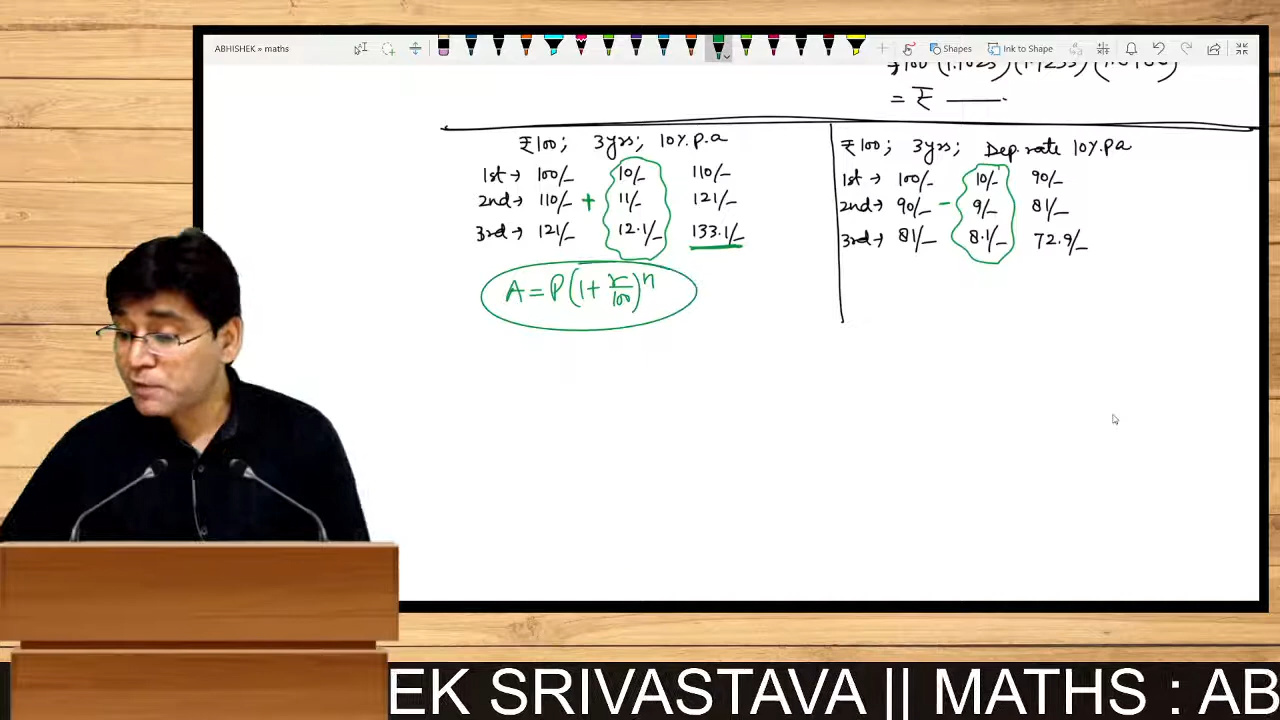 ABHISHEK » maths
Shapes
Ink to Shape
= ₹ ——.
₹100; 3yrs; 10%.p.a
1st → 100/- 10/- 110/-
2nd → 110/- + 11/- 121/-
3rd → 121/- 12.1/- 133.1/-
A = P(1 + r/100)^n
₹100; 3yrs; Dep. rate 10%.pa
1st → 100/- 10/- 90/-
2nd → 90/- - 9/- 81/-
3rd → 81/- 8.1/- 72.9/-
EK SRIVASTAVA || MATHS : AB